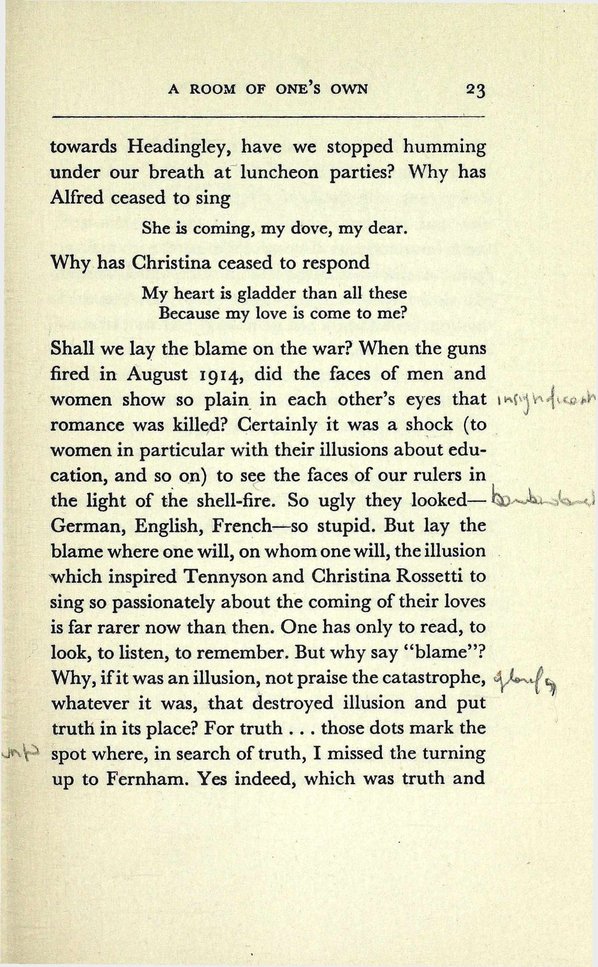 A ROOM OF ONE'S OWN 23
towards Headingley, have we stopped humming
under our breath at luncheon parties? Why has
Alfred ceased to sing
She is coming, my dove, my dear.
Why has Christina ceased to respond
My heart is gladder than all these
Because my love is come to me?
Shall we lay the blame on the war? When the guns
fired in August 1914, did the faces of men and
women show so plain in each other's eyes that insignificant
romance was killed? Certainly it was a shock (to
women in particular with their illusions about edu-
cation, and so on) to see the faces of our rulers in
the light of the shell-fire. So ugly they looked—
German, English, French—so stupid. But lay the
blame where one will, on whom one will, the illusion
which inspired Tennyson and Christina Rossetti to
sing so passionately about the coming of their loves
is far rarer now than then. One has only to read, to
look, to listen, to remember. But why say "blame"?
Why, if it was an illusion, not praise the catastrophe,
whatever it was, that destroyed illusion and put
truth in its place? For truth . . . those dots mark the
spot where, in search of truth, I missed the turning
up to Fernham. Yes indeed, which was truth and